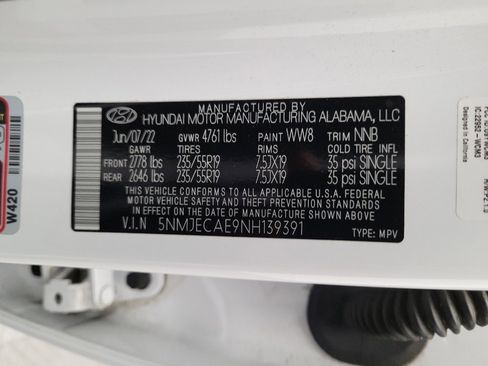 MANUFACTURED BY
HYUNDAI MOTOR MANUFACTURING ALABAMA, LLC
Jun/07/22 GVWR 4761 lbs PAINT WW8 TRIM NNB
GAWR TIRES RIMS COLD TIRE INFL
FRONT 2778 lbs 235/55R19 7.5JX19 35 psi SINGLE
REAR 2646 lbs 235/55R19 7.5JX19 35 psi SINGLE
THIS VEHICLE CONFORMS TO ALL APPLICABLE U.S.A. FEDERAL
MOTOR VEHICLE SAFETY AND THEFT PREVENTION STANDARDS
IN EFFECT ON THE DATE OF MANUFACTURE SHOWN ABOVE.
V.I.N 5NMJECAE9NH139391
TYPE: MPV
W420
Designed in California